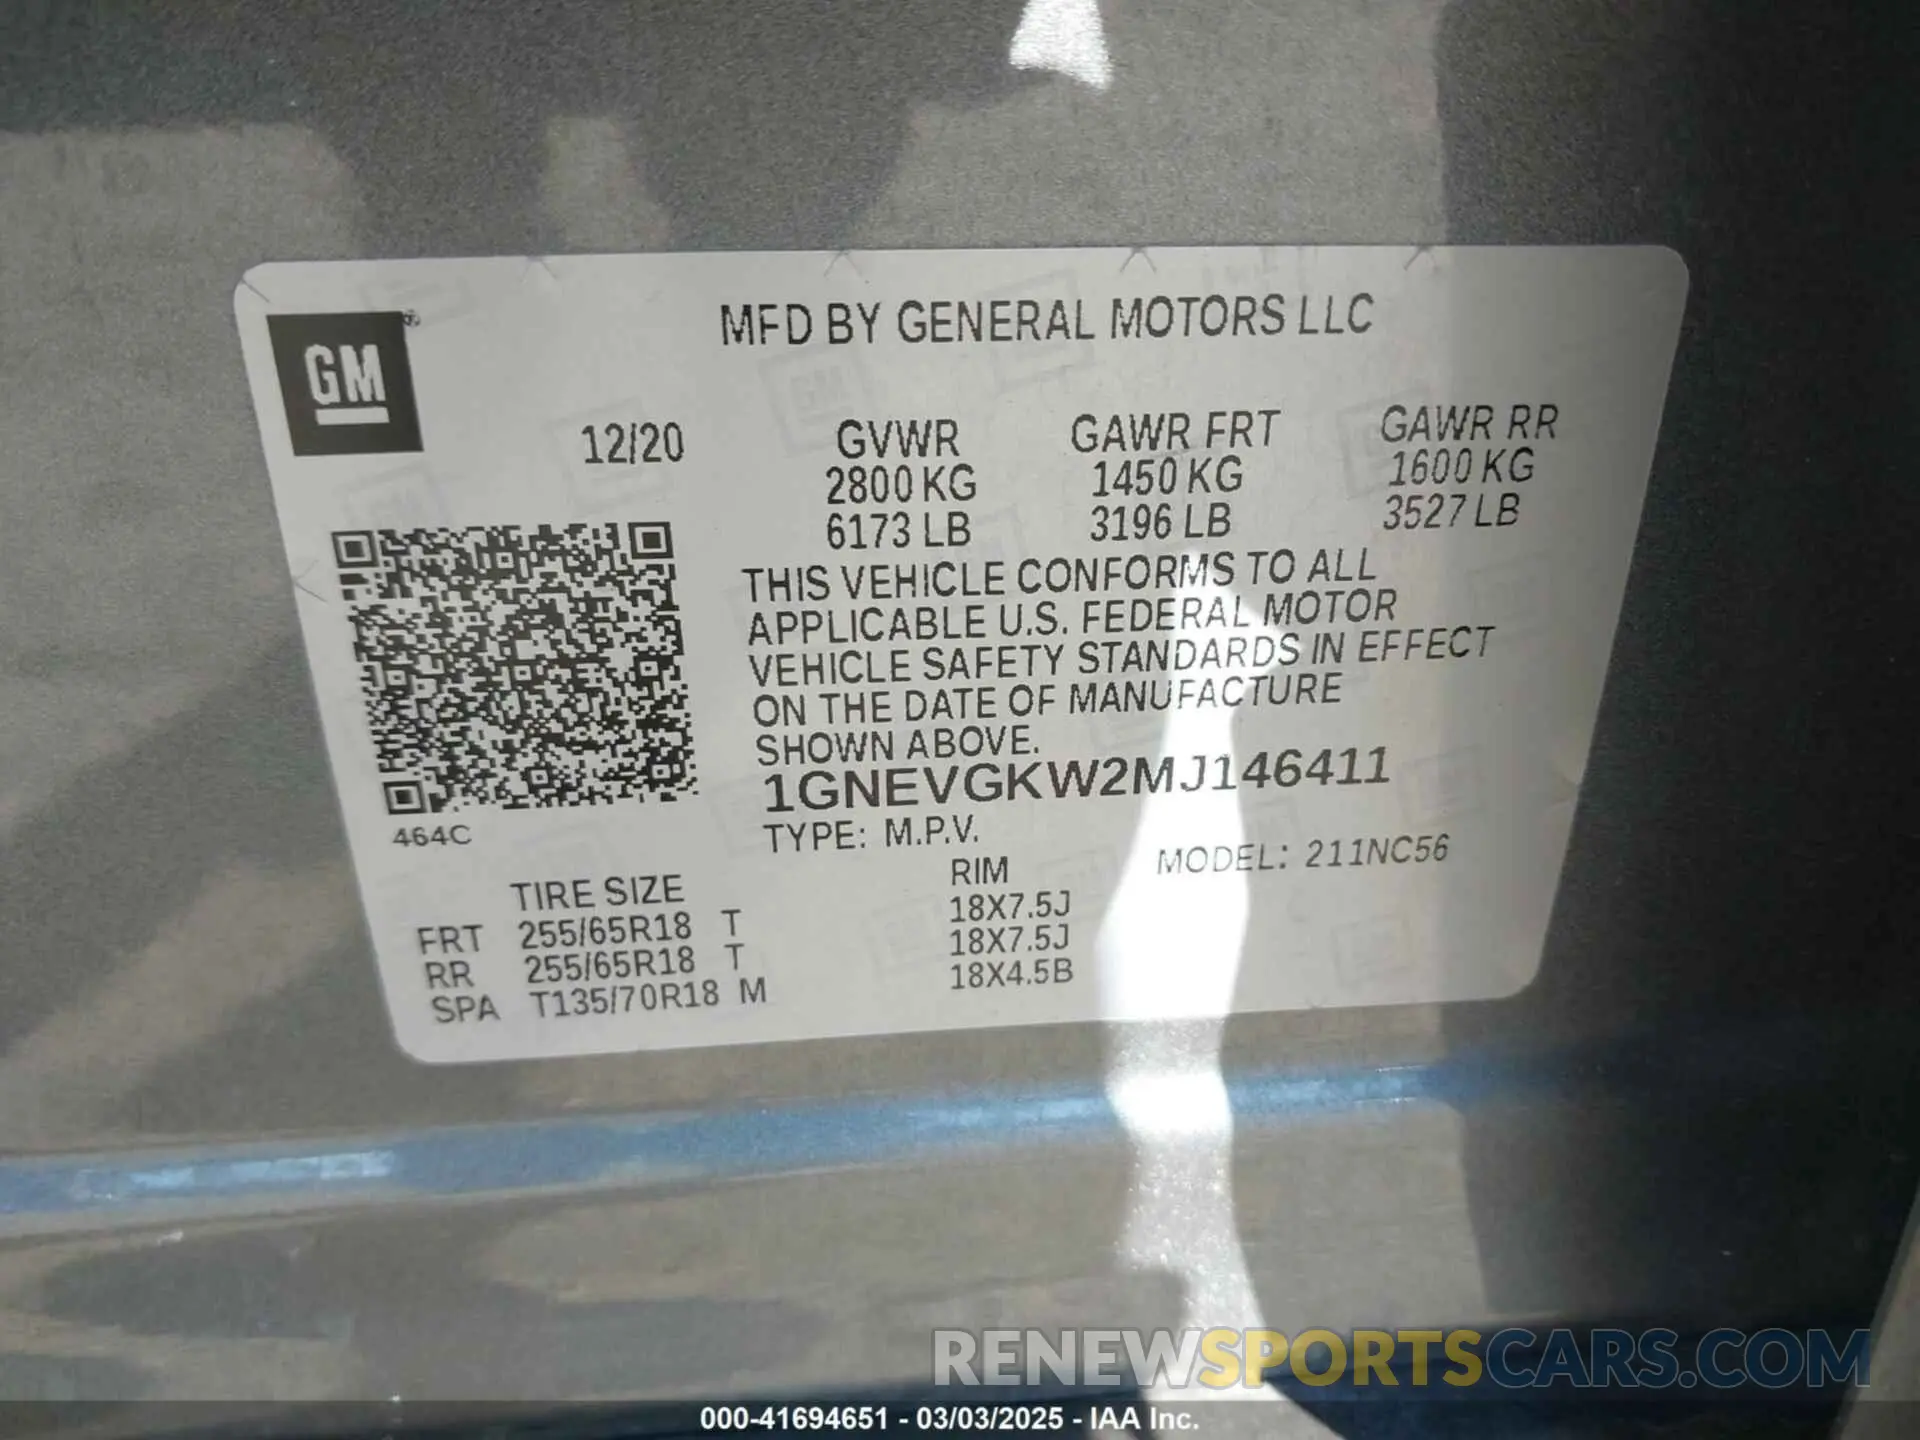 MFD BY GENERAL MOTORS LLC
GM®
12/20 GVWR GAWR FRT GAWR RR
2800 KG 1450 KG 1600 KG
6173 LB 3196 LB 3527 LB
THIS VEHICLE CONFORMS TO ALL
APPLICABLE U.S. FEDERAL MOTOR
VEHICLE SAFETY STANDARDS IN EFFECT
ON THE DATE OF MANUFACTURE
SHOWN ABOVE.
1GNEVGKW2MJ146411
464C
TYPE: M.P.V. MODEL: 211NC56
TIRE SIZE RIM
FRT 255/65R18 T 18X7.5J
RR 255/65R18 T 18X7.5J
SPA T135/70R18 M 18X4.5B
RENEWSPORTSCARS.COM
000-41694651 - 03/03/2025 - IAA Inc.